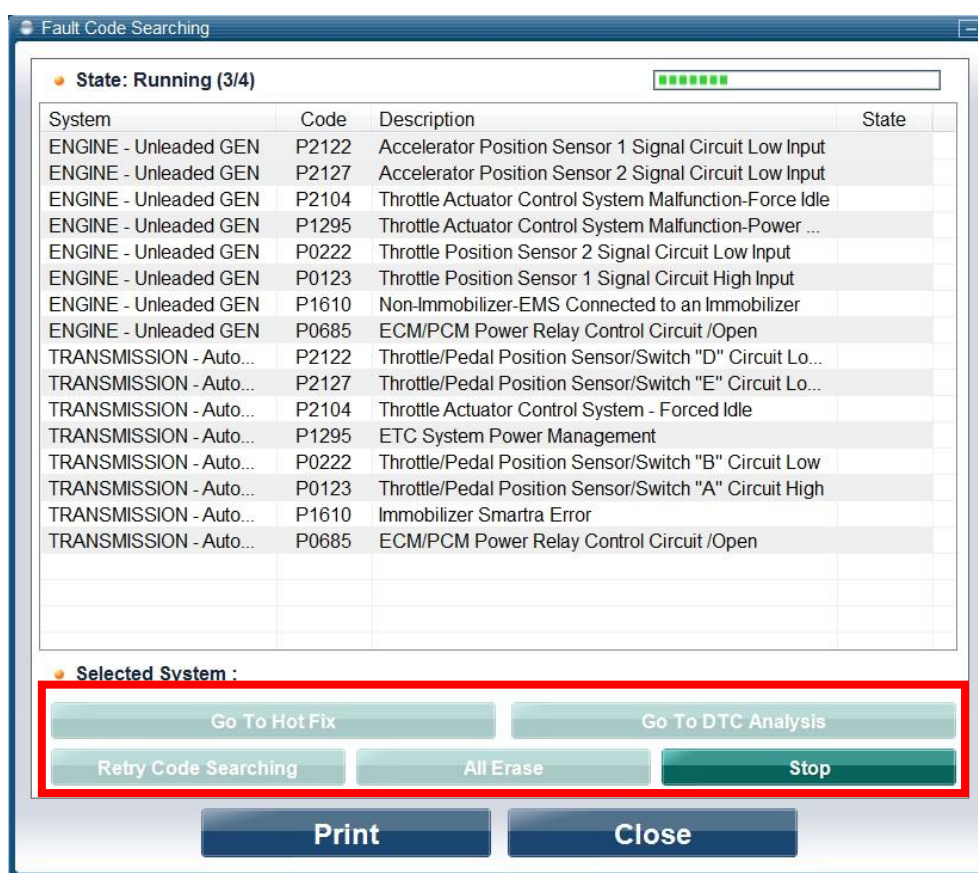 Fault Code Searching
State: Running (3/4)
System Code Description State
ENGINE - Unleaded GEN P2122 Accelerator Position Sensor 1 Signal Circuit Low Input
ENGINE - Unleaded GEN P2127 Accelerator Position Sensor 2 Signal Circuit Low Input
ENGINE - Unleaded GEN P2104 Throttle Actuator Control System Malfunction-Force Idle
ENGINE - Unleaded GEN P1295 Throttle Actuator Control System Malfunction-Power ...
ENGINE - Unleaded GEN P0222 Throttle Position Sensor 2 Signal Circuit Low Input
ENGINE - Unleaded GEN P0123 Throttle Position Sensor 1 Signal Circuit High Input
ENGINE - Unleaded GEN P1610 Non-Immobilizer-EMS Connected to an Immobilizer
ENGINE - Unleaded GEN P0685 ECM/PCM Power Relay Control Circuit /Open
TRANSMISSION - Auto... P2122 Throttle/Pedal Position Sensor/Switch "D" Circuit Lo...
TRANSMISSION - Auto... P2127 Throttle/Pedal Position Sensor/Switch "E" Circuit Lo...
TRANSMISSION - Auto... P2104 Throttle Actuator Control System - Forced Idle
TRANSMISSION - Auto... P1295 ETC System Power Management
TRANSMISSION - Auto... P0222 Throttle/Pedal Position Sensor/Switch "B" Circuit Low
TRANSMISSION - Auto... P0123 Throttle/Pedal Position Sensor/Switch "A" Circuit High
TRANSMISSION - Auto... P1610 Immobilizer Smartra Error
TRANSMISSION - Auto... P0685 ECM/PCM Power Relay Control Circuit /Open
Selected System :
Go To Hot Fix Go To DTC Analysis
Retry Code Searching All Erase Stop
Print Close